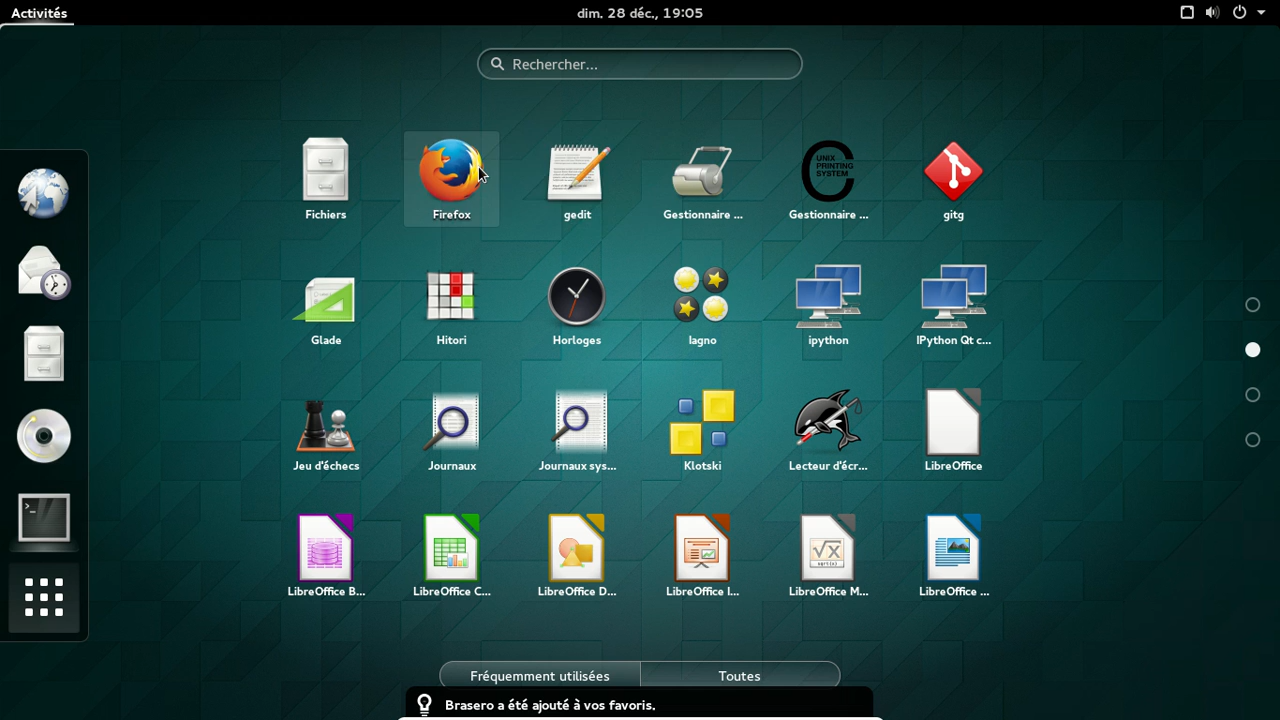 Activités
dim. 28 déc., 19:05
Rechercher...
Fichiers
Firefox
gedit
Gestionnaire ...
UNIX
PRINTING
SYSTEM
Gestionnaire ...
gitg
Glade
Hitori
Horloges
Iagno
ipython
IPython Qt c...
Jeu d'échecs
Journaux
Journaux sys...
Klotski
Lecteur d'écr...
LibreOffice
LibreOffice B...
LibreOffice C...
LibreOffice D...
LibreOffice I...
LibreOffice M...
LibreOffice ...
Fréquemment utilisées
Toutes
Brasero a été ajouté à vos favoris.